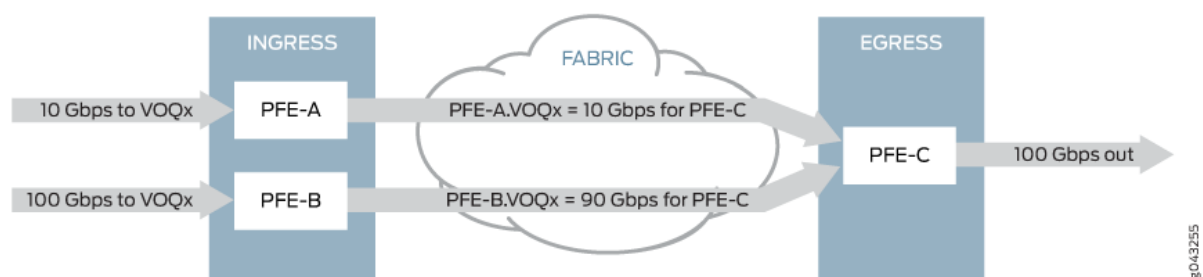 INGRESS
FABRIC
EGRESS
10 Gbps to VOQx
PFE-A
PFE-A.VOQx = 10 Gbps for PFE-C
PFE-C
100 Gbps out
100 Gbps to VOQx
PFE-B
PFE-B.VOQx = 90 Gbps for PFE-C
g043255